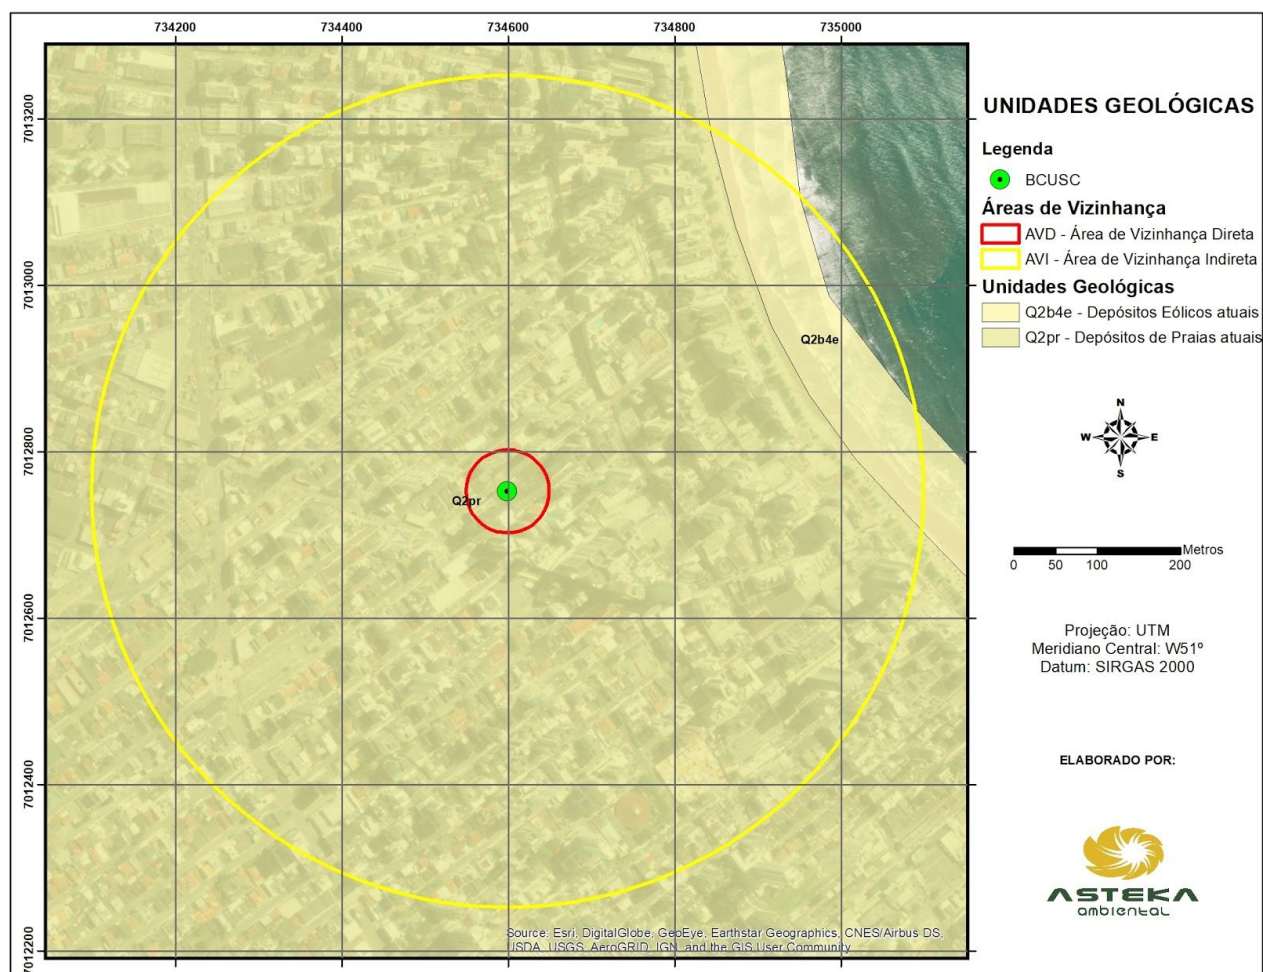 734200
734400
734600
734800
735000
7013200
7013000
7012800
7012600
7012400
7012200
Q2b4e
Q2pr
Source: Esri, DigitalGlobe, GeoEye, Earthstar Geographics, CNES/Airbus DS,
USDA, USGS, AeroGRID, IGN, and the GIS User Community
UNIDADES GEOLÓGICAS
Legenda
BCUSC
Áreas de Vizinhança
AVD - Área de Vizinhança Direta
AVI - Área de Vizinhança Indireta
Unidades Geológicas
Q2b4e - Depósitos Eólicos atuais
Q2pr - Depósitos de Praias atuais
N
W
E
S
Metros
0 50 100 200
Projeção: UTM
Meridiano Central: W51º
Datum: SIRGAS 2000
ELABORADO POR:
ASTEKA
ambiental